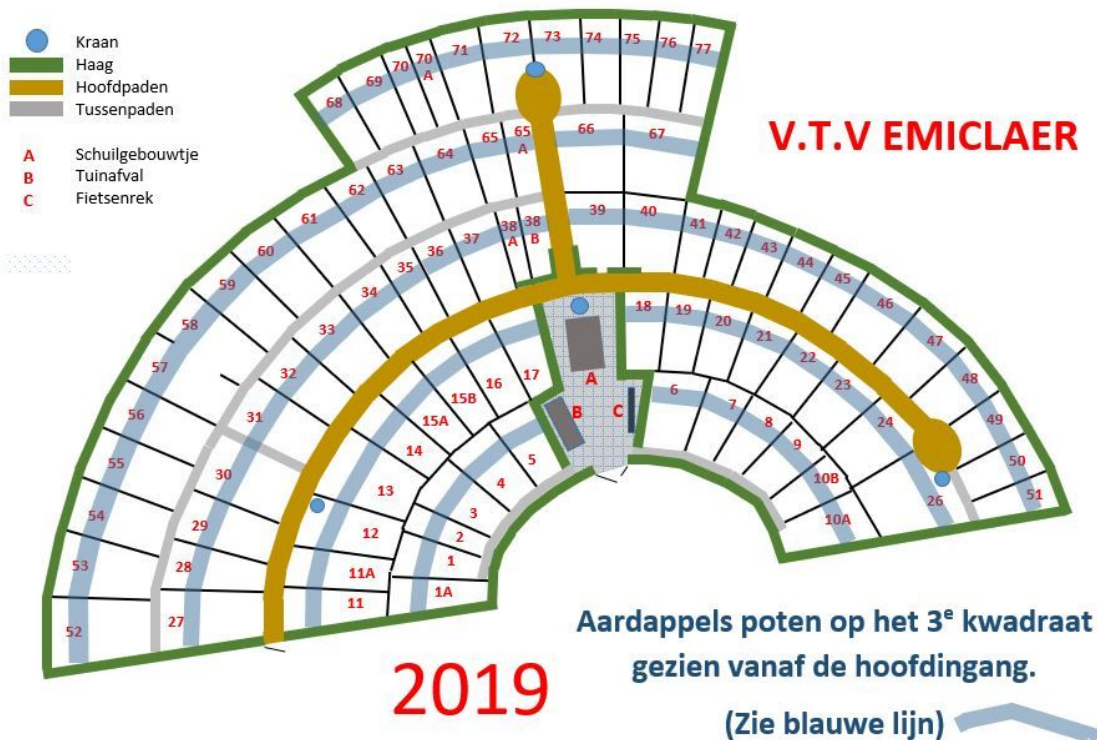 Kraan
Haag
Hoofdpaden
Tussenpaden
A Schuilgebouwtje
B Tuinafval
C Fietsenrek
V.T.V EMICLAER
68 69 70 70 A 71 72 73 74 75 76 77
61 62 63 64 65 65 A 66 67
52 53 54 55 56 57 58 59 60
27 28 29 30 31 32 33 34 35 36 37 38 A 38 B 39 40 41 42 43 44 45 46 47 48 49 50 51
11 11A 12 13 14 15A 15B 16 17 18 19 20 21 22 23 24 26
1A 1 2 3 4 5 6 7 8 9 10B 10A
A
B C
2019
Aardappels poten op het 3e kwadraat
gezien vanaf de hoofdingang.
(Zie blauwe lijn)